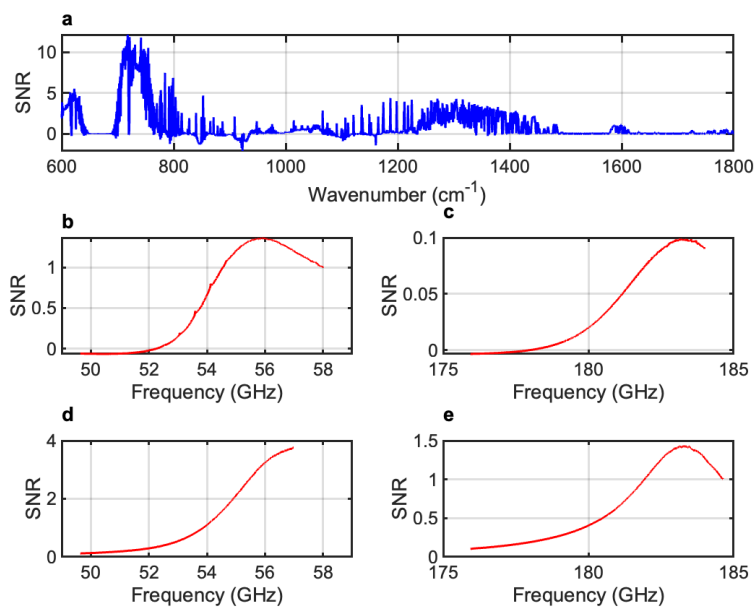 a
10
5
0
SNR
600 800 1000 1200 1400 1600 1800
Wavenumber (cm-1)
b
1
0.5
0
SNR
50 52 54 56 58
Frequency (GHz)
c
0.1
0.05
0
SNR
175 180 185
Frequency (GHz)
d
4
2
0
SNR
50 52 54 56 58
Frequency (GHz)
e
1.5
1
0.5
0
SNR
175 180 185
Frequency (GHz)